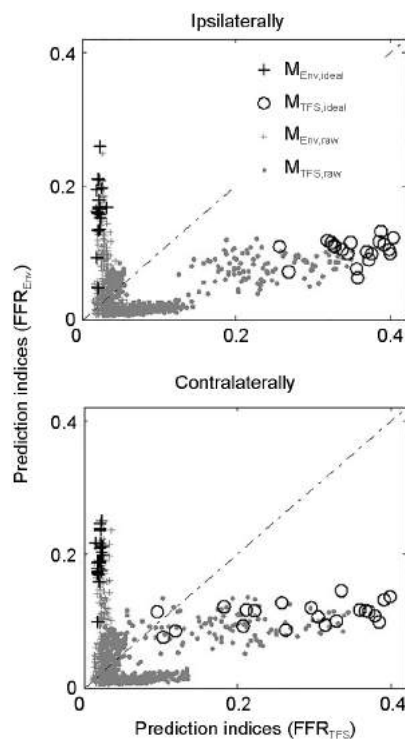 Ipsilaterally
0.4
M_Env,ideal
M_TFS,ideal
M_Env,raw
M_TFS,raw
0.2
0
0 0.2 0.4
Prediction indices (FFR_Env)
Contralaterally
0.4
0.2
0
0 0.2 0.4
Prediction indices (FFR_TFS)